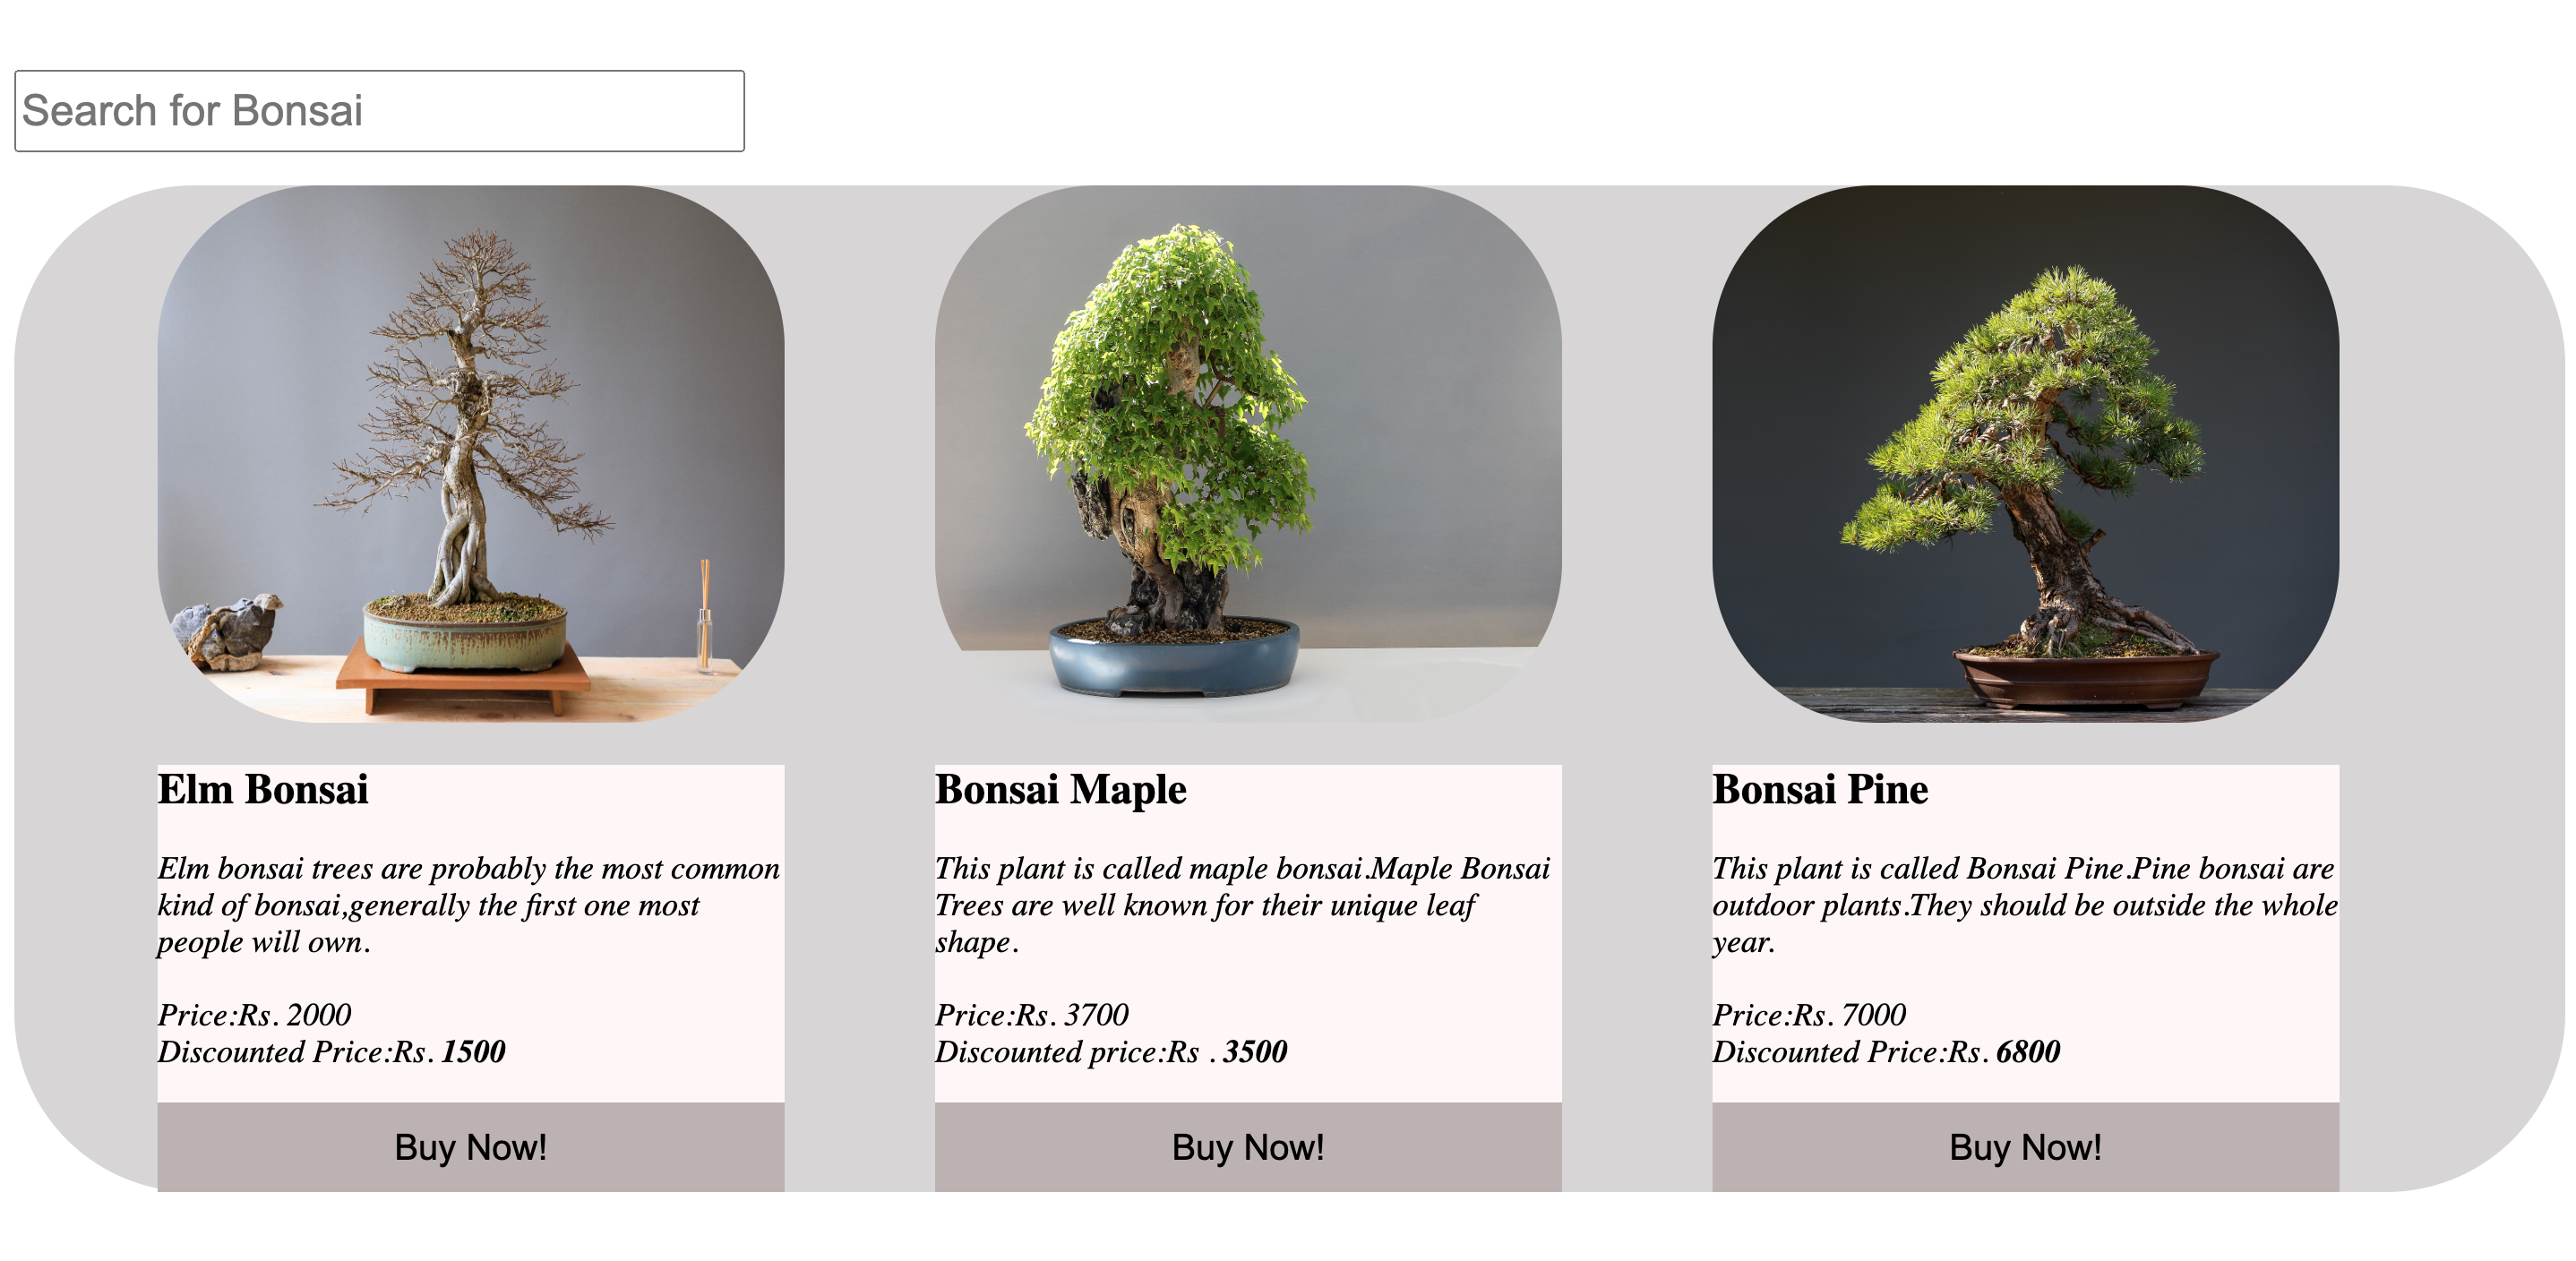 Search for Bonsai
Elm Bonsai
Elm bonsai trees are probably the most common
kind of bonsai,generally the first one most
people will own.
Price:Rs. 2000
Discounted Price:Rs. 1500
Buy Now!
Bonsai Maple
This plant is called maple bonsai.Maple Bonsai
Trees are well known for their unique leaf
shape.
Price:Rs. 3700
Discounted price:Rs . 3500
Buy Now!
Bonsai Pine
This plant is called Bonsai Pine.Pine bonsai are
outdoor plants.They should be outside the whole
year.
Price:Rs. 7000
Discounted Price:Rs. 6800
Buy Now!